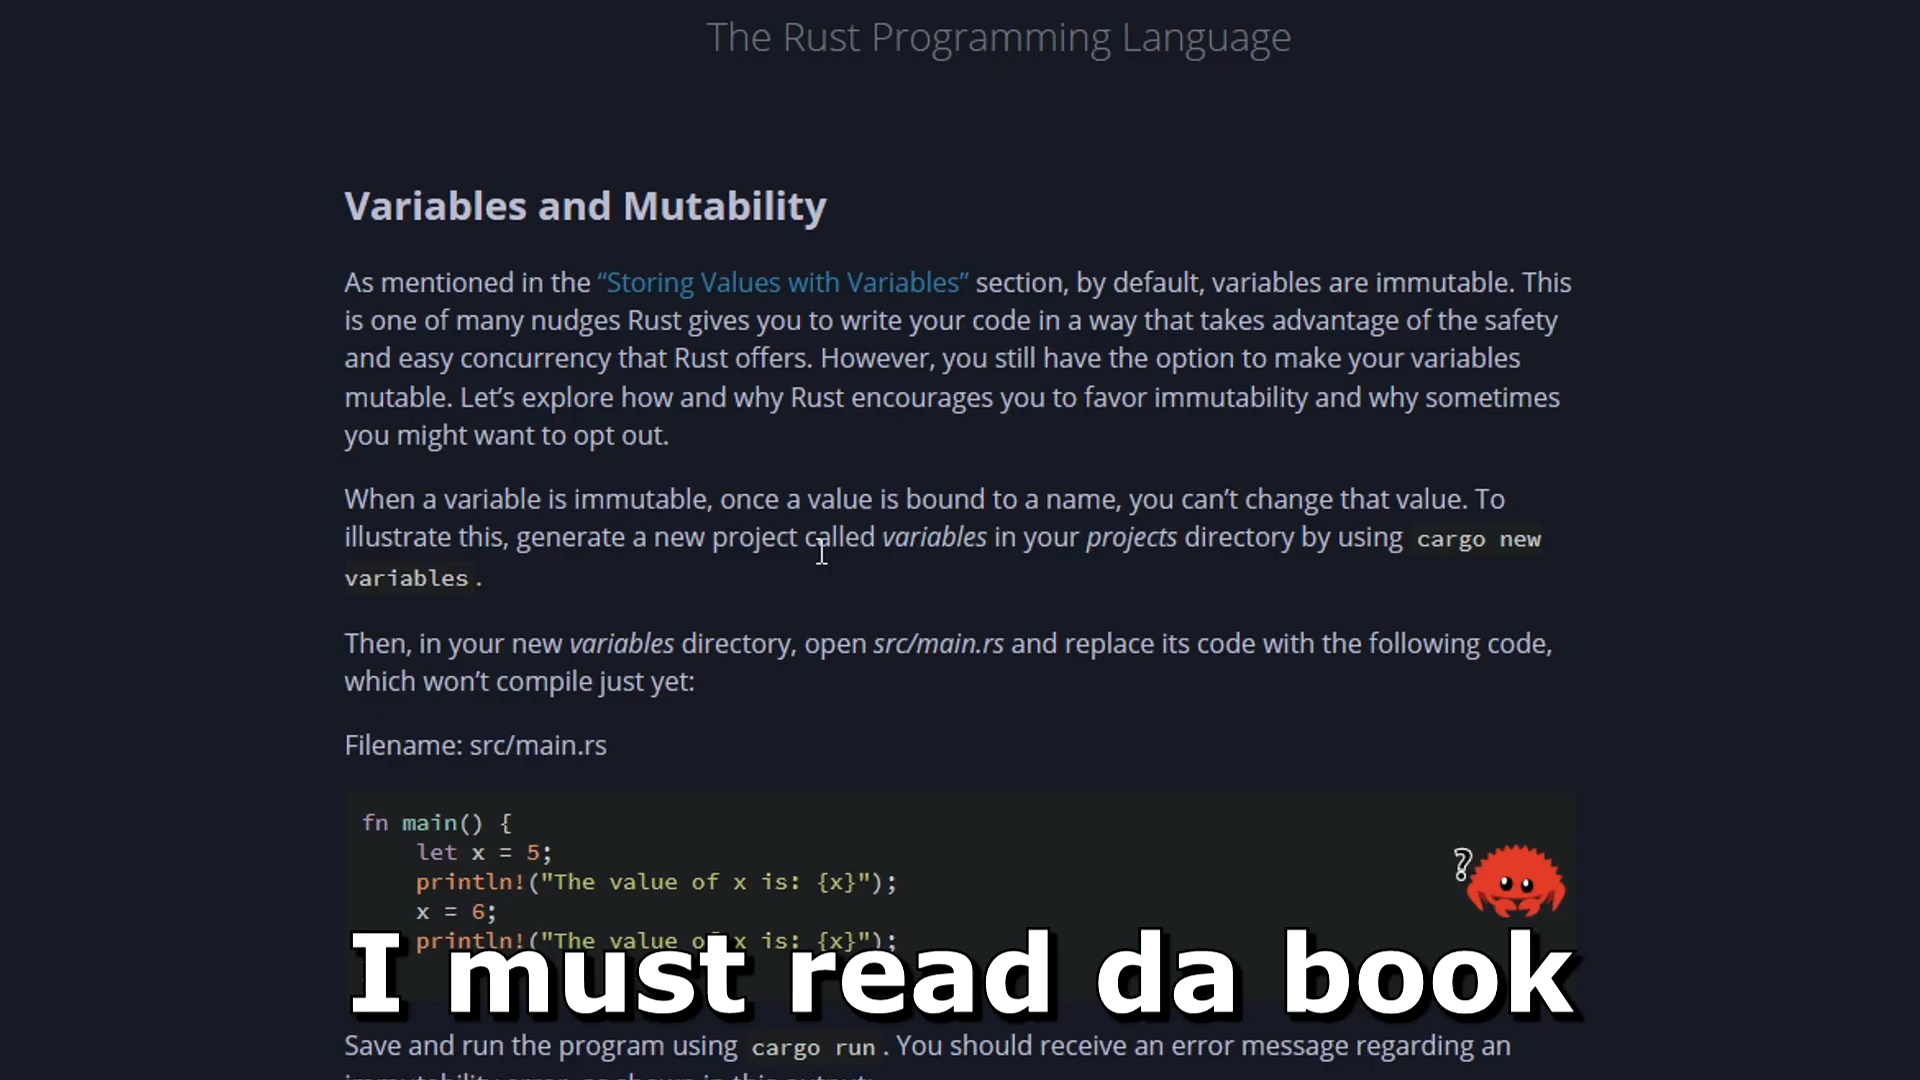 The Rust Programming Language
Variables and Mutability
As mentioned in the “Storing Values with Variables” section, by default, variables are immutable. This
is one of many nudges Rust gives you to write your code in a way that takes advantage of the safety
and easy concurrency that Rust offers. However, you still have the option to make your variables
mutable. Let’s explore how and why Rust encourages you to favor immutability and why sometimes
you might want to opt out.
When a variable is immutable, once a value is bound to a name, you can’t change that value. To
illustrate this, generate a new project called variables in your projects directory by using cargo new
variables.
Then, in your new variables directory, open src/main.rs and replace its code with the following code,
which won’t compile just yet:
Filename: src/main.rs
fn main() {
    let x = 5;
    println!("The value of x is: {x}");
?
    x = 6;
    println!("The value of x is: {x}");
I must read da book
Save and run the program using cargo run. You should receive an error message regarding an